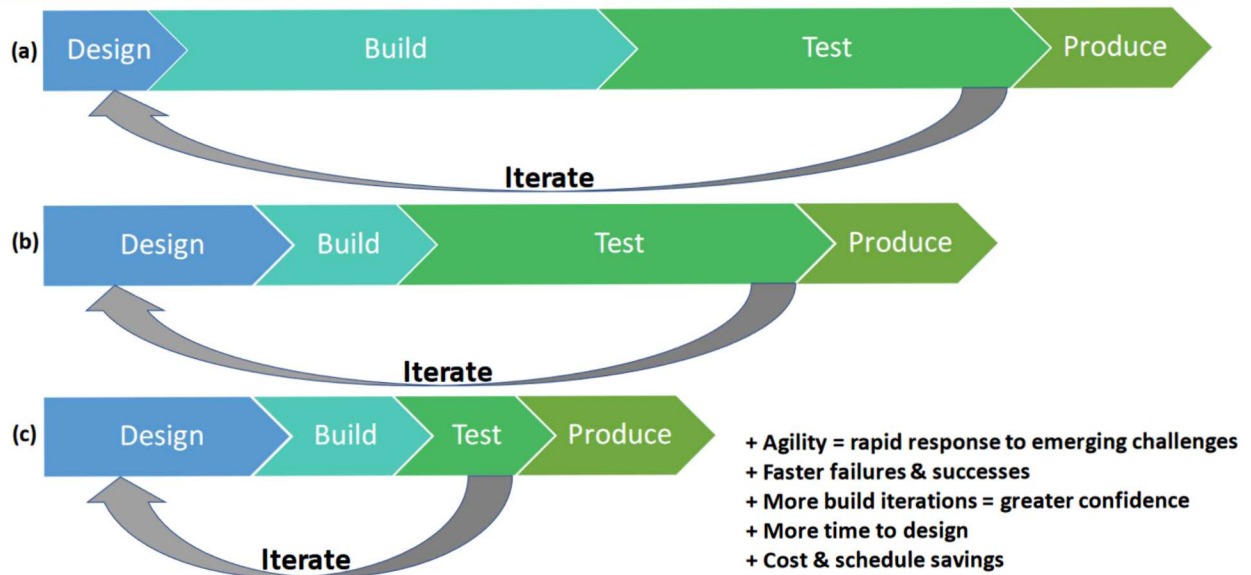 (a) Design Build Test Produce
Iterate
(b) Design Build Test Produce
Iterate
(c) Design Build Test Produce
Iterate
+ Agility = rapid response to emerging challenges
+ Faster failures & successes
+ More build iterations = greater confidence
+ More time to design
+ Cost & schedule savings